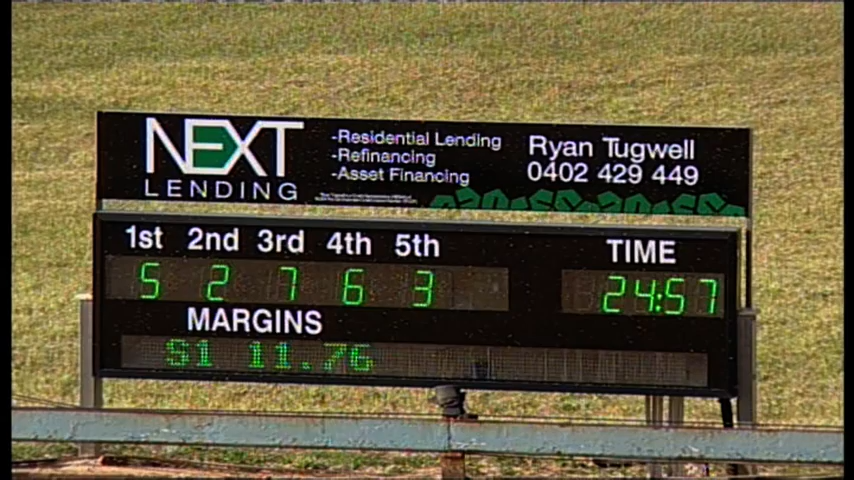 NEXT
LENDING
-Residential Lending
-Refinancing
-Asset Financing
Ryan Tugwell
0402 429 449
1st 2nd 3rd 4th 5th TIME
5 2 7 6 3 24:57
MARGINS
S1 11.76